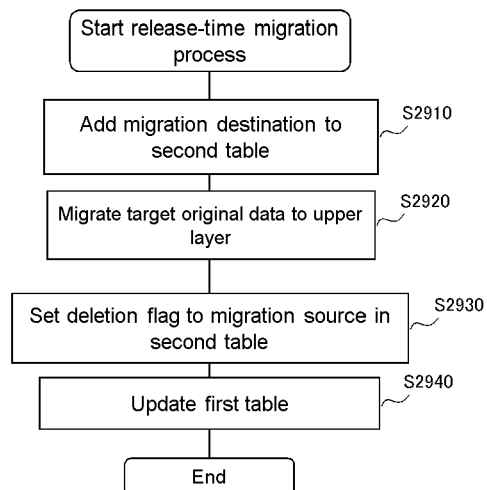 Start release-time migration
process
S2910
Add migration destination to
second table
S2920
Migrate target original data to upper
layer
S2930
Set deletion flag to migration source in
second table
S2940
Update first table
End